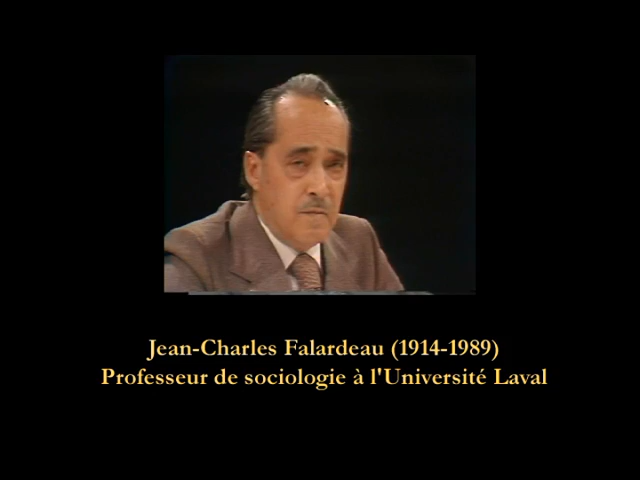 Jean-Charles Falardeau (1914-1989)
Professeur de sociologie à l'Université Laval